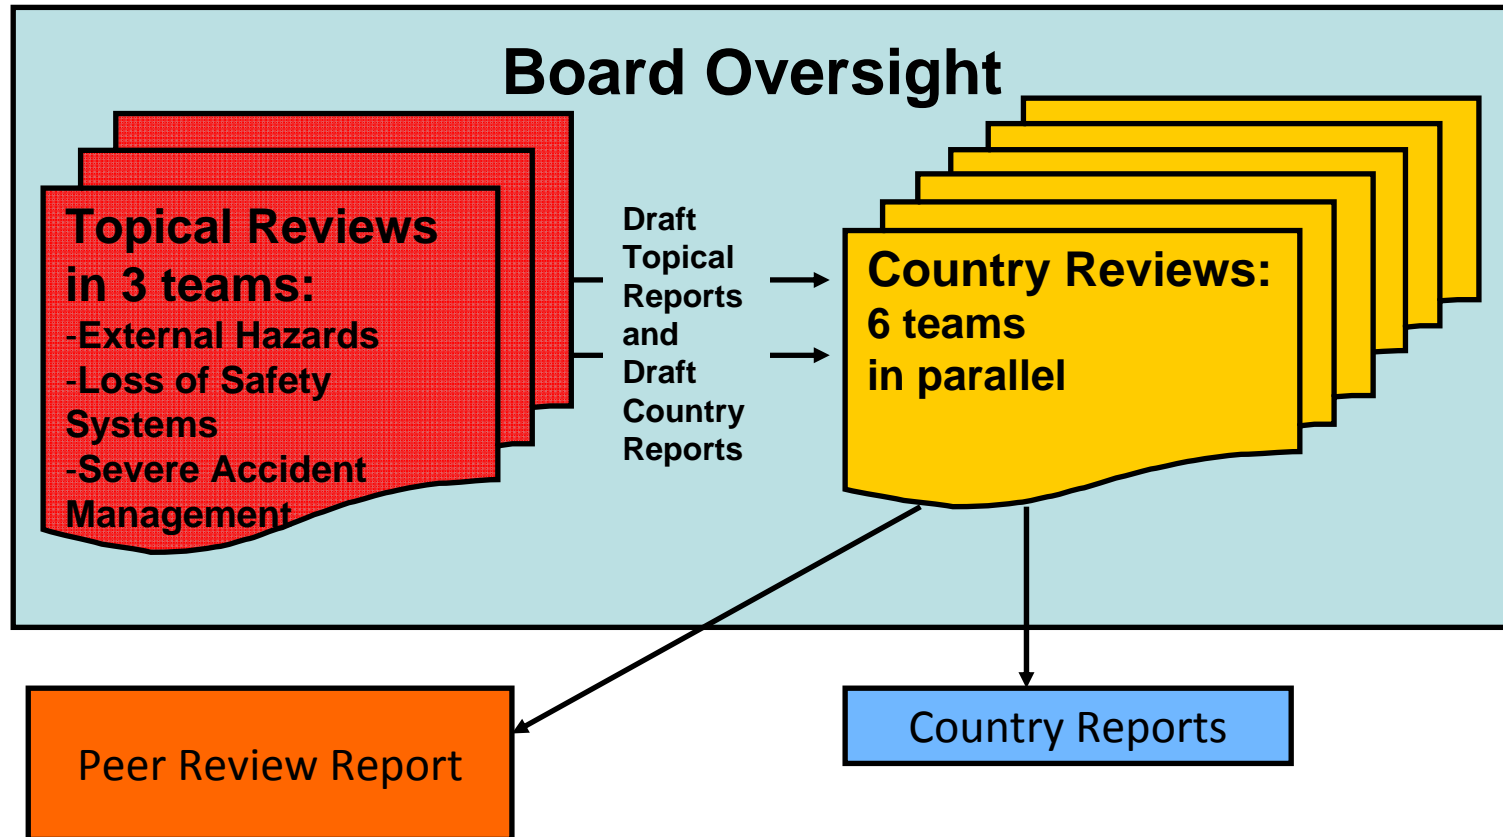 Board Oversight
Topical Reviews
in 3 teams:
-External Hazards
-Loss of Safety
Systems
-Severe Accident
Management
Draft
Topical
Reports
and
Draft
Country
Reports
Country Reviews:
6 teams
in parallel
Peer Review Report
Country Reports